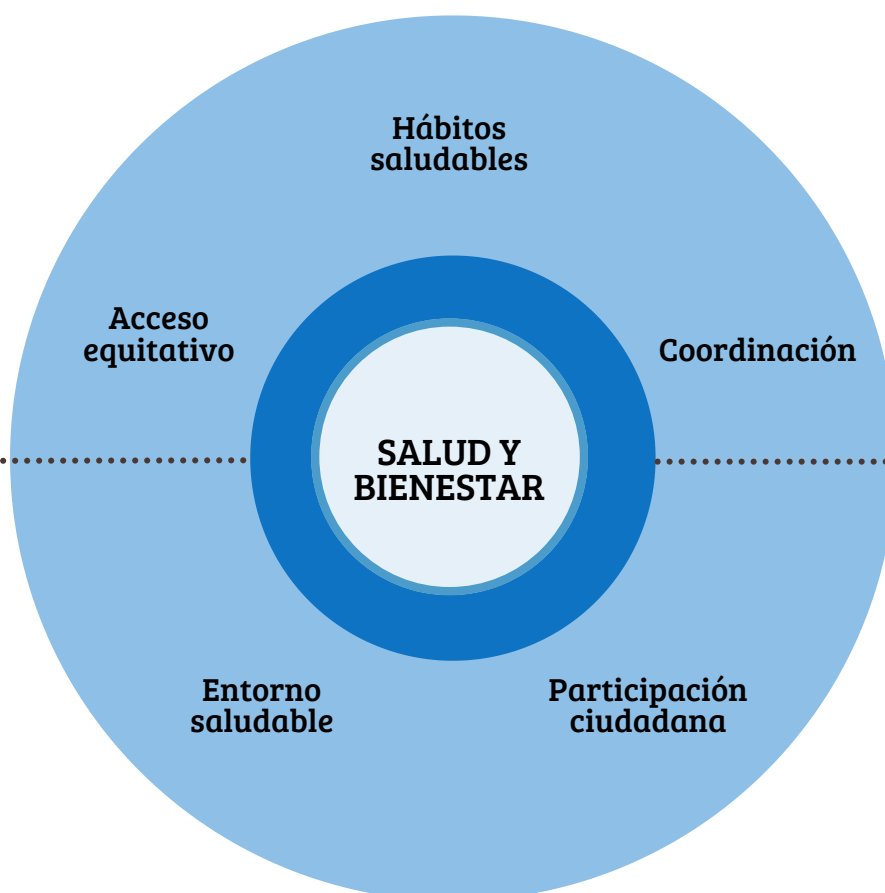 Hábitos
saludables
Acceso
equitativo
Coordinación
SALUD Y
BIENESTAR
Entorno
saludable
Participación
ciudadana